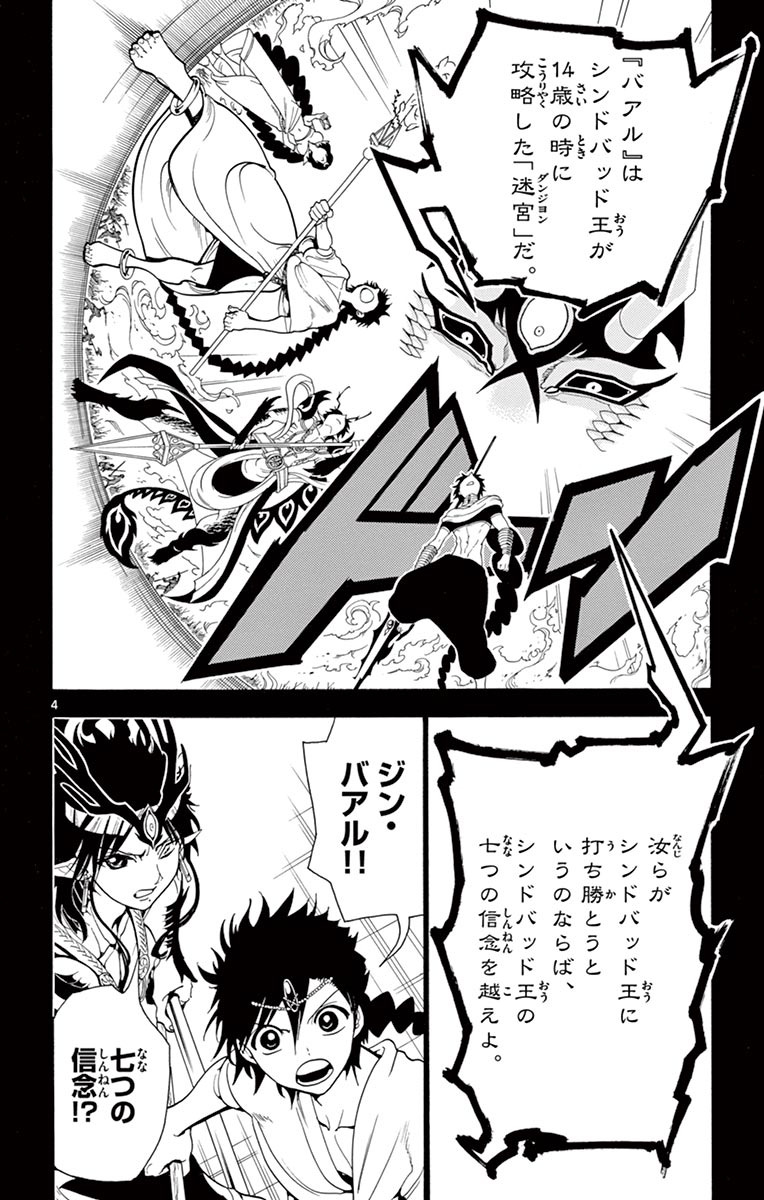 『バアル』は
シンドバッド王が
14歳の時に
攻略した「迷宮」だ。
ドンッ
汝らが
シンドバッド王に
打ち勝とうと
いうのならば、
シンドバッド王の
七つの信念を越えよ。
ジン・
バアル!!
七つの
信念!?
4